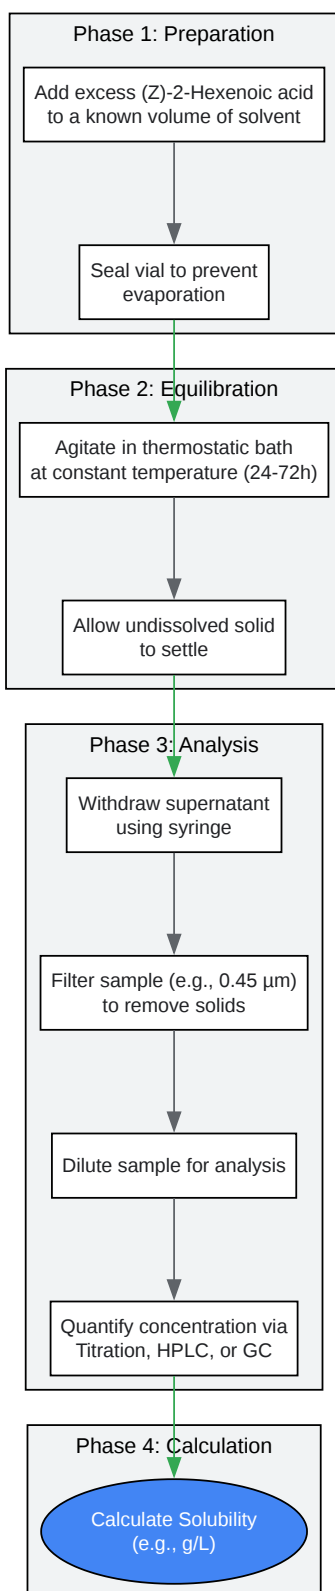 Phase 1: Preparation
Add excess (Z)-2-Hexenoic acid
to a known volume of solvent
Seal vial to prevent
evaporation
Phase 2: Equilibration
Agitate in thermostatic bath
at constant temperature (24-72h)
Allow undissolved solid
to settle
Phase 3: Analysis
Withdraw supernatant
using syringe
Filter sample (e.g., 0.45 µm)
to remove solids
Dilute sample for analysis
Quantify concentration via
Titration, HPLC, or GC
Phase 4: Calculation
Calculate Solubility
(e.g., g/L)